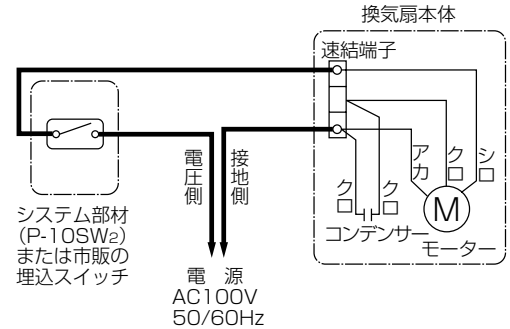 換気扇本体
速結端子
電圧側
接地側
アカ
クロ
シロ
クロ
クロ
M
コンデンサー
モーター
システム部材
(P-10SW2)
または市販の
埋込スイッチ
電 源
AC100V
50/60Hz